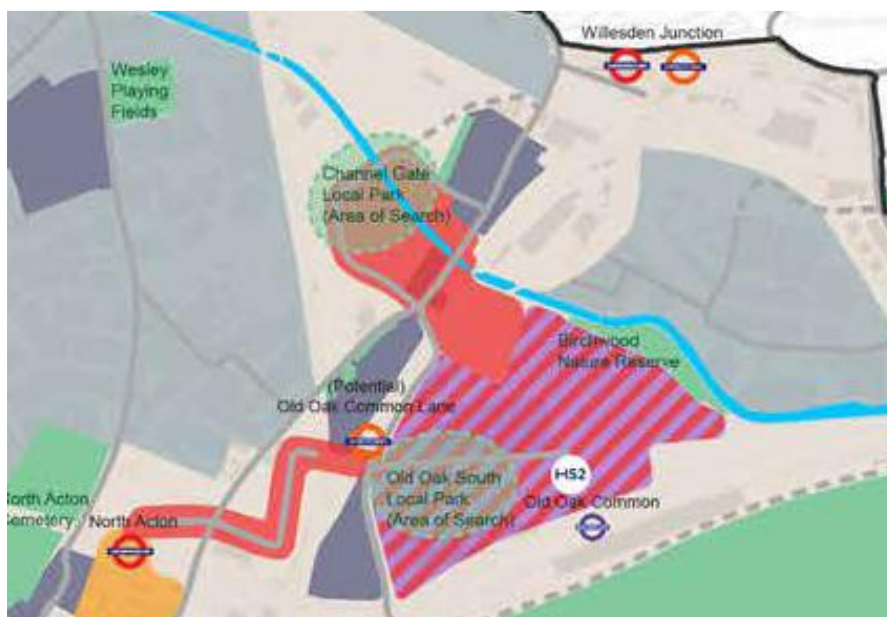 Willesden Junction
Wesley
Playing
Fields
Channel Gate
Local Park
(Area of Search)
Birchwood
Nature Reserve
(Potential)
Old Oak Common Lane
Old Oak South
Local Park
(Area of Search)
HS2
Old Oak Common
North Acton
Cemetery
North Acton